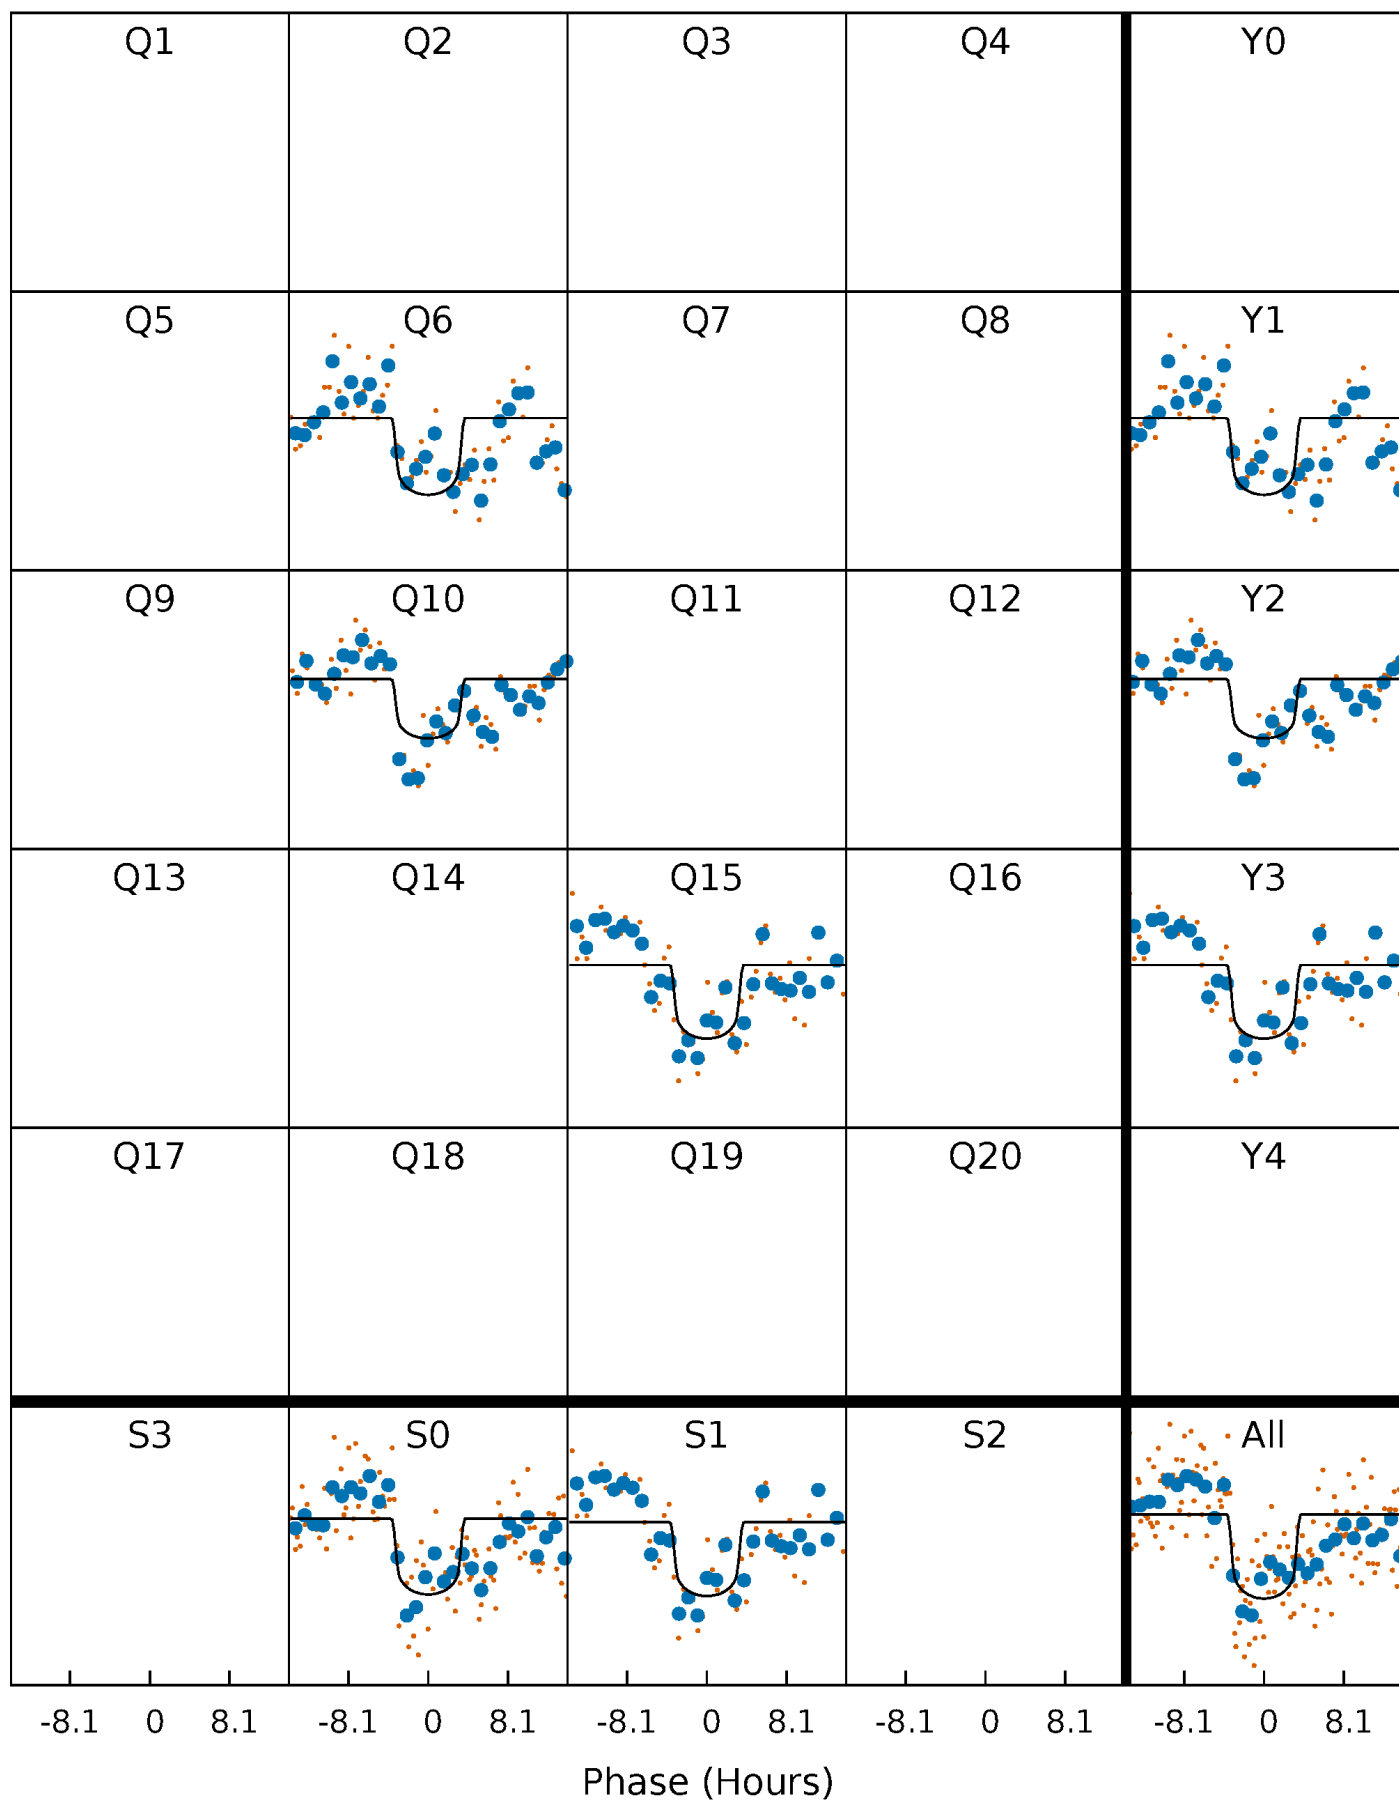 Q1 Q2 Q3 Q4 Y0
Q5 Q6 Q7 Q8 Y1
Q9 Q10 Q11 Q12 Y2
Q13 Q14 Q15 Q16 Y3
Q17 Q18 Q19 Q20 Y4
S3 S0 S1 S2 All
-8.1 0 8.1 -8.1 0 8.1 -8.1 0 8.1 -8.1 0 8.1 -8.1 0 8.1
Phase (Hours)